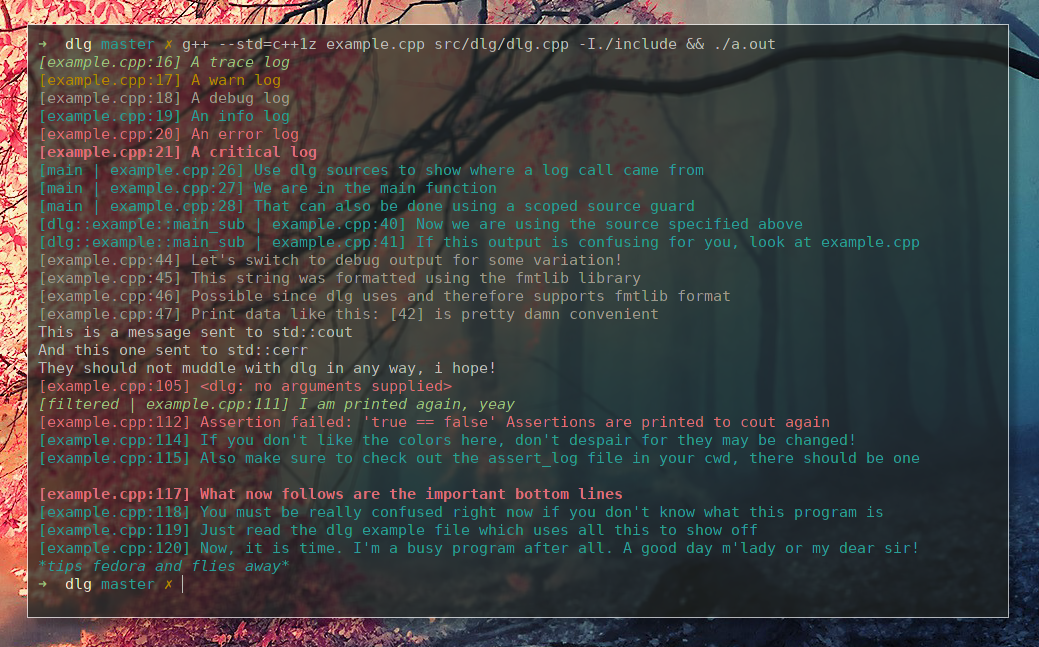 ➜  dlg master ✗ g++ --std=c++1z example.cpp src/dlg/dlg.cpp -I./include && ./a.out
[example.cpp:16] A trace log
[example.cpp:17] A warn log
[example.cpp:18] A debug log
[example.cpp:19] An info log
[example.cpp:20] An error log
[example.cpp:21] A critical log
[main | example.cpp:26] Use dlg sources to show where a log call came from
[main | example.cpp:27] We are in the main function
[main | example.cpp:28] That can also be done using a scoped source guard
[dlg::example::main_sub | example.cpp:40] Now we are using the source specified above
[dlg::example::main_sub | example.cpp:41] If this output is confusing for you, look at example.cpp
[example.cpp:44] Let's switch to debug output for some variation!
[example.cpp:45] This string was formatted using the fmtlib library
[example.cpp:46] Possible since dlg uses and therefore supports fmtlib format
[example.cpp:47] Print data like this: [42] is pretty damn convenient
This is a message sent to std::cout
And this one sent to std::cerr
They should not muddle with dlg in any way, i hope!
[example.cpp:105] <dlg: no arguments supplied>
[filtered | example.cpp:111] I am printed again, yeay
[example.cpp:112] Assertion failed: 'true == false' Assertions are printed to cout again
[example.cpp:114] If you don't like the colors here, don't despair for they may be changed!
[example.cpp:115] Also make sure to check out the assert_log file in your cwd, there should be one
[example.cpp:117] What now follows are the important bottom lines
[example.cpp:118] You must be really confused right now if you don't know what this program is
[example.cpp:119] Just read the dlg example file which uses all this to show off
[example.cpp:120] Now, it is time. I'm a busy program after all. A good day m'lady or my dear sir!
*tips fedora and flies away*
➜  dlg master ✗